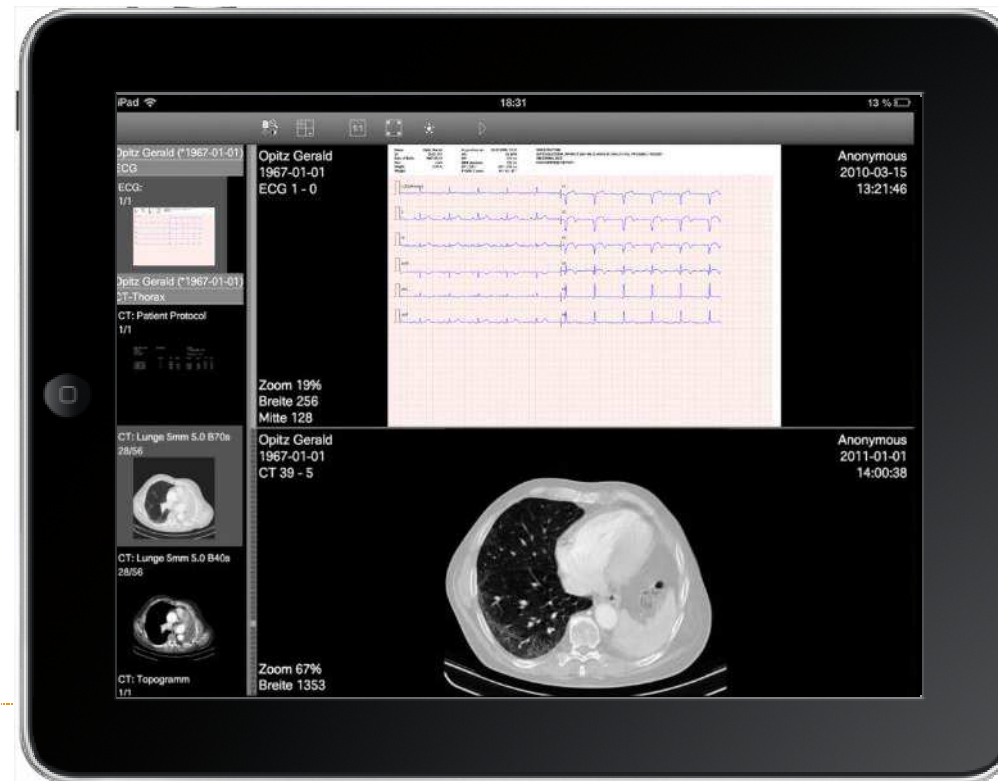 iPad
18:31
13 %
1:1
Opitz Gerald (*1967-01-01)
ECG
ECG:
1/1
Opitz Gerald (*1967-01-01)
CT-Thorax
CT: Patient Protocol
1/1
CT: Lunge 5mm 5.0 B70s
28/56
CT: Lunge 5mm 5.0 B40s
28/56
CT: Topogramm
1/1
Opitz Gerald
1967-01-01
ECG 1 - 0
Anonymous
2010-03-15
13:21:46
Zoom 19%
Breite 256
Mitte 128
Opitz Gerald
1967-01-01
CT 39 - 5
Anonymous
2011-01-01
14:00:38
Zoom 67%
Breite 1353